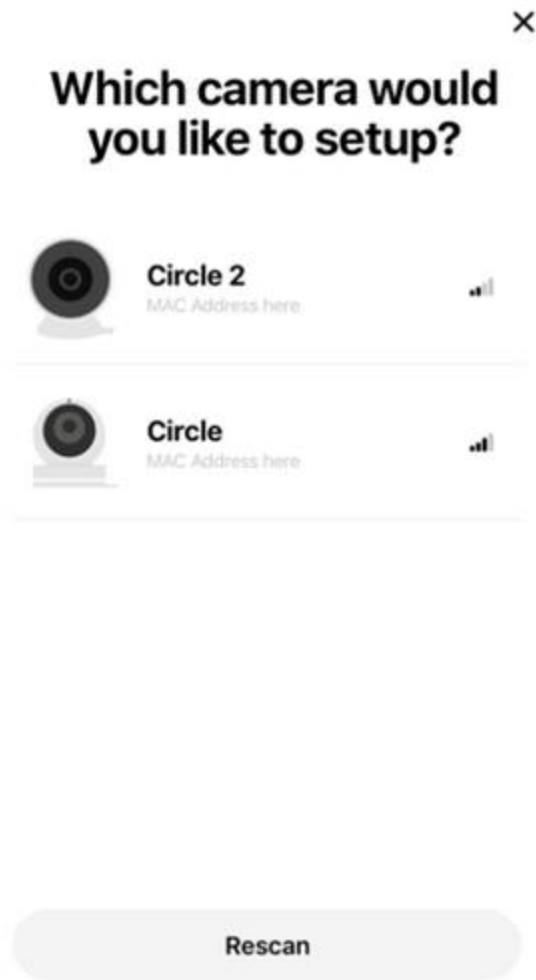 Which camera would
you like to setup?
Circle 2
MAC Address here
Circle
MAC Address here
Rescan